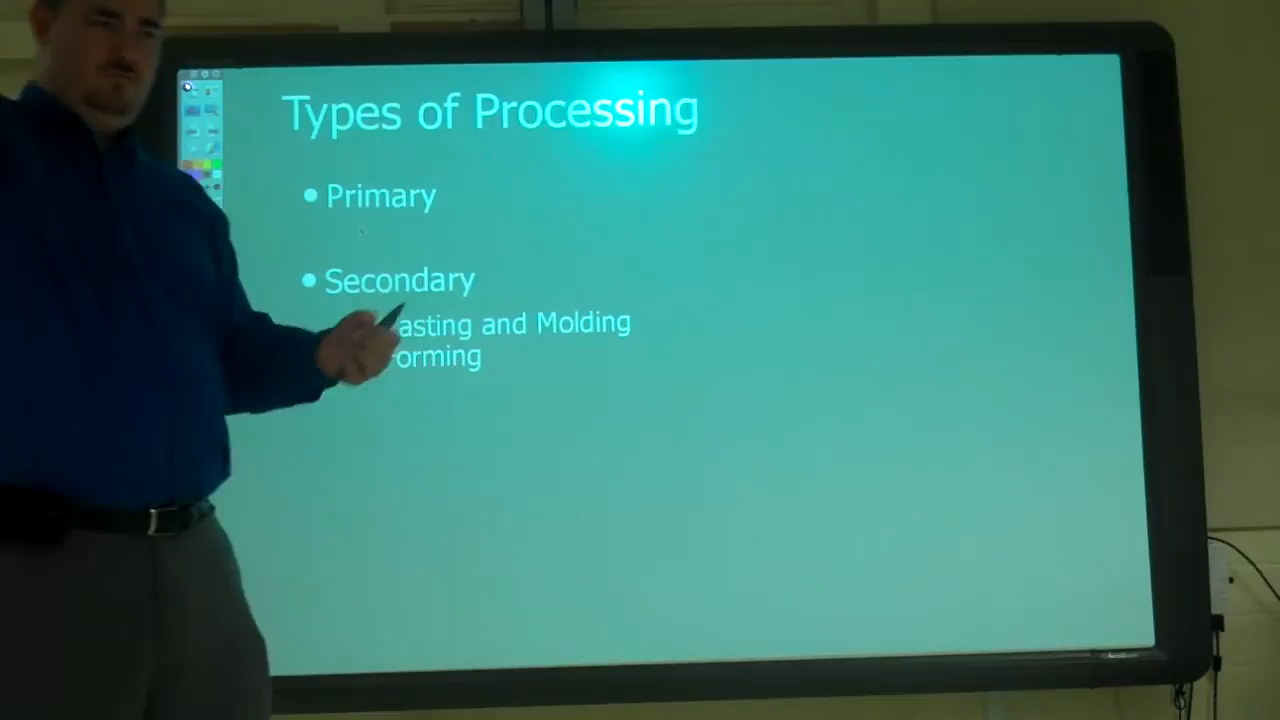 Types of Processing
• Primary
• Secondary
asting and Molding
orming